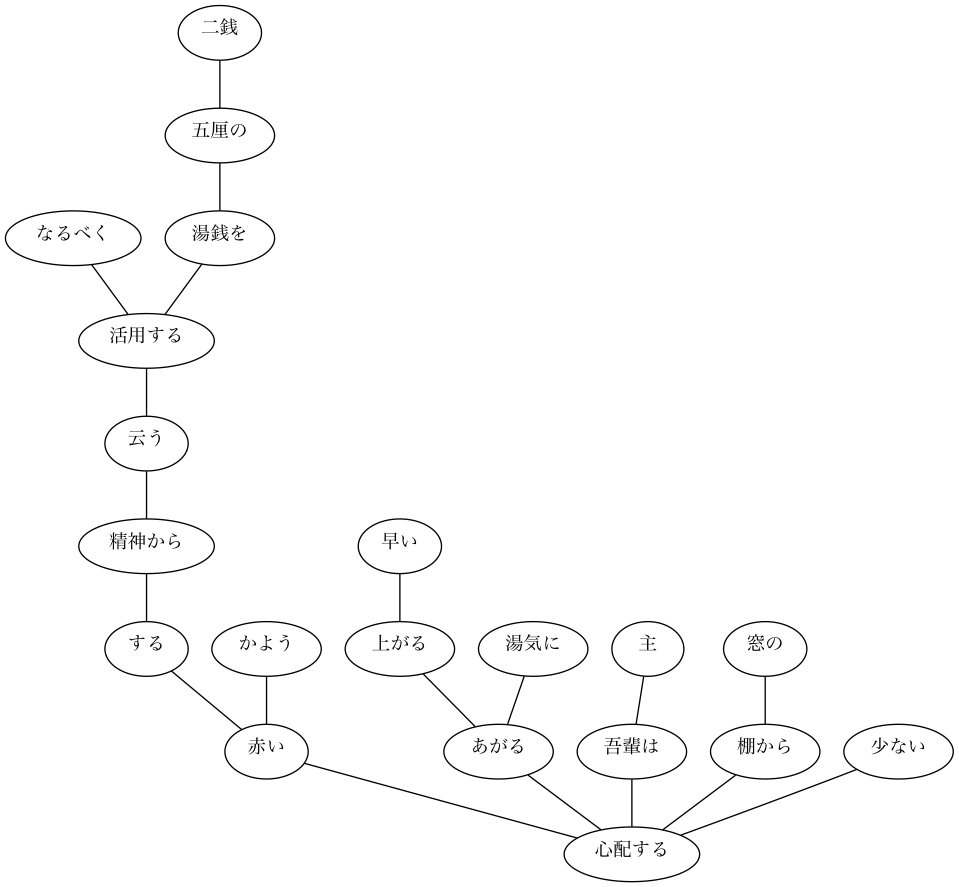 二銭
五厘の
なるべく
湯銭を
活用する
云う
精神から
早い
する
かよう
上がる
湯気に
主
窓の
赤い
あがる
吾輩は
棚から
少ない
心配する